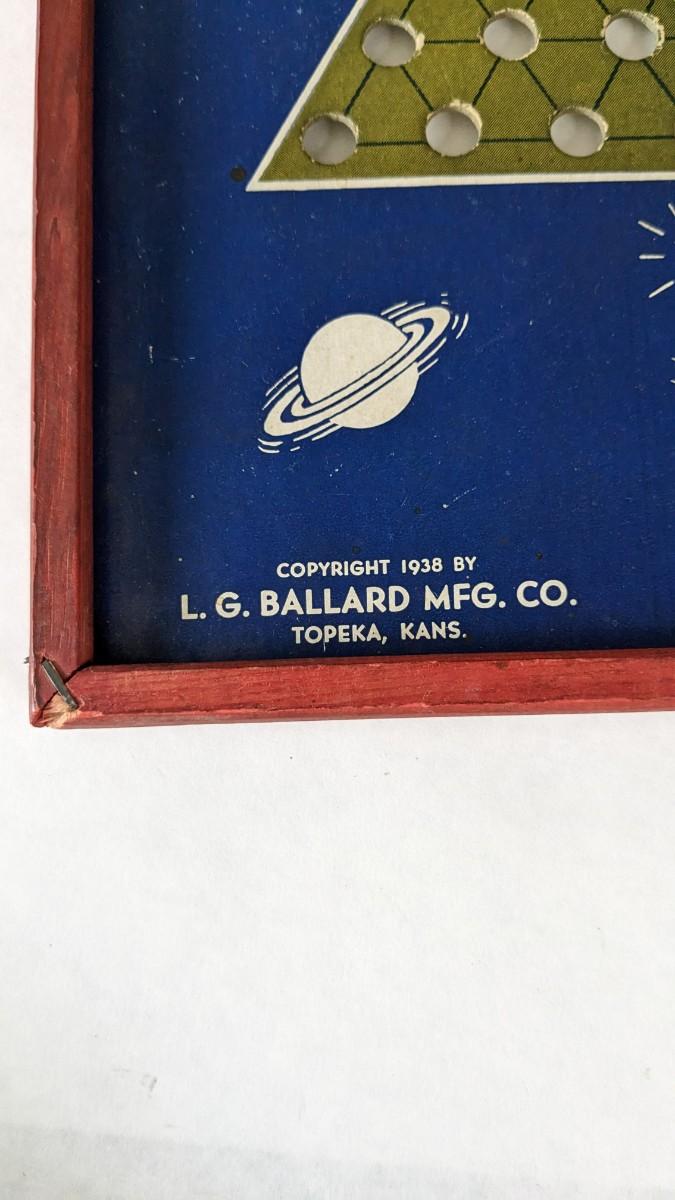 COPYRIGHT 1938 BY
L. G. BALLARD MFG. CO.
TOPEKA, KANS.